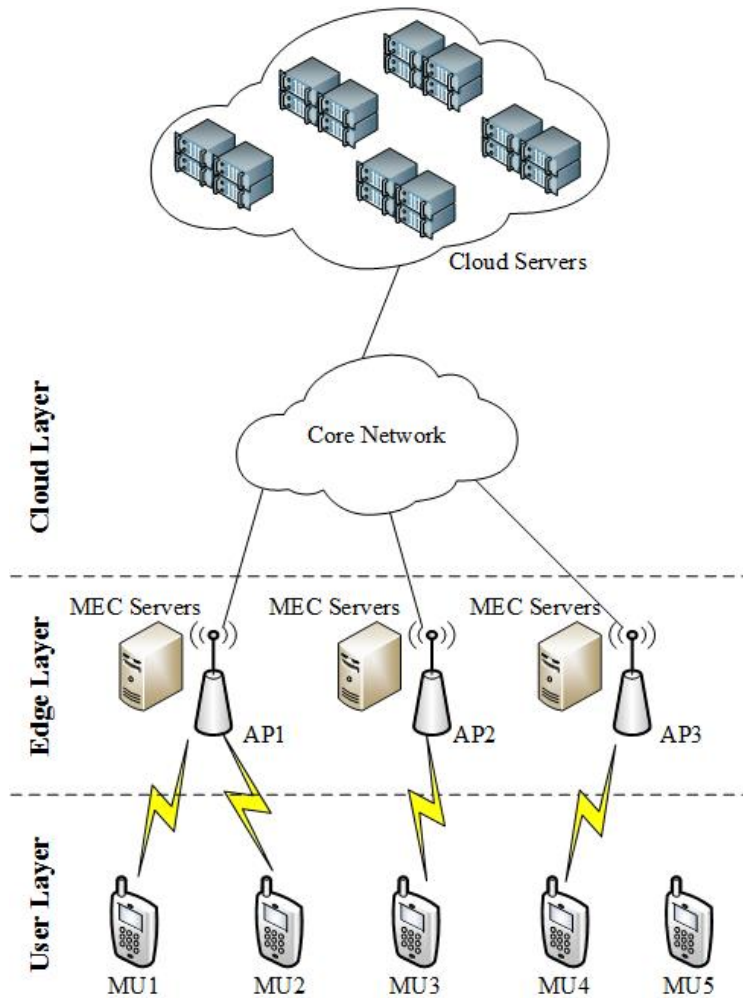 Cloud Servers
Cloud Layer
Core Network
Edge Layer
MEC Servers
MEC Servers
MEC Servers
AP1
AP2
AP3
User Layer
MU1
MU2
MU3
MU4
MU5